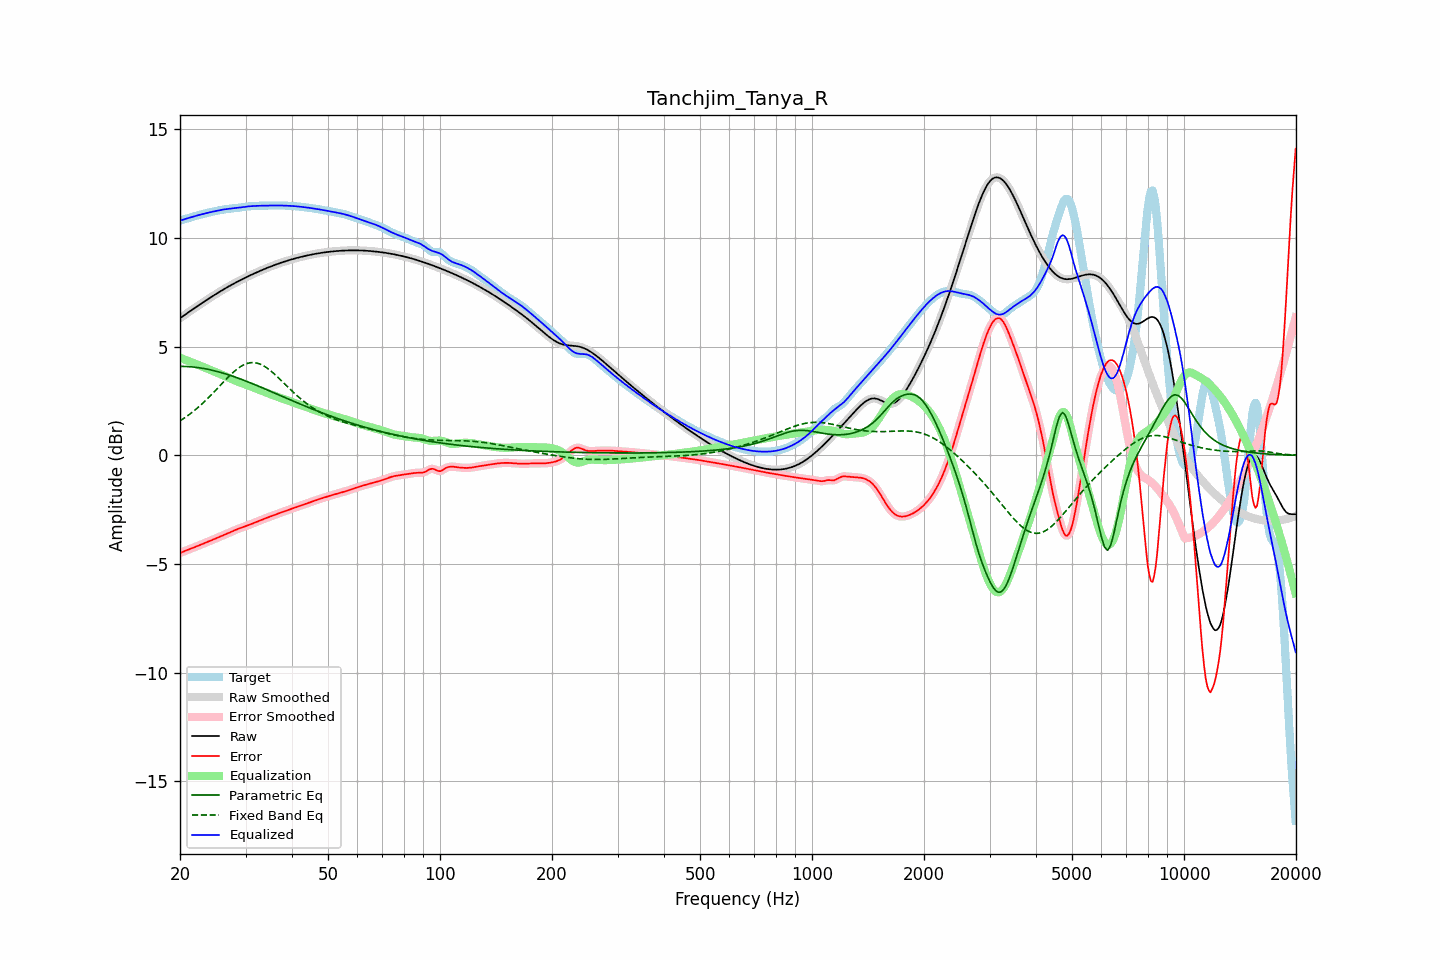 Tanchjim_Tanya_R
15
10
5
0
−5
−10
−15
Amplitude (dBr)
Target
Raw Smoothed
Error Smoothed
Raw
Error
Equalization
Parametric Eq
Fixed Band Eq
Equalized
20 50 100 200 500 1000 2000 5000 10000 20000
Frequency (Hz)